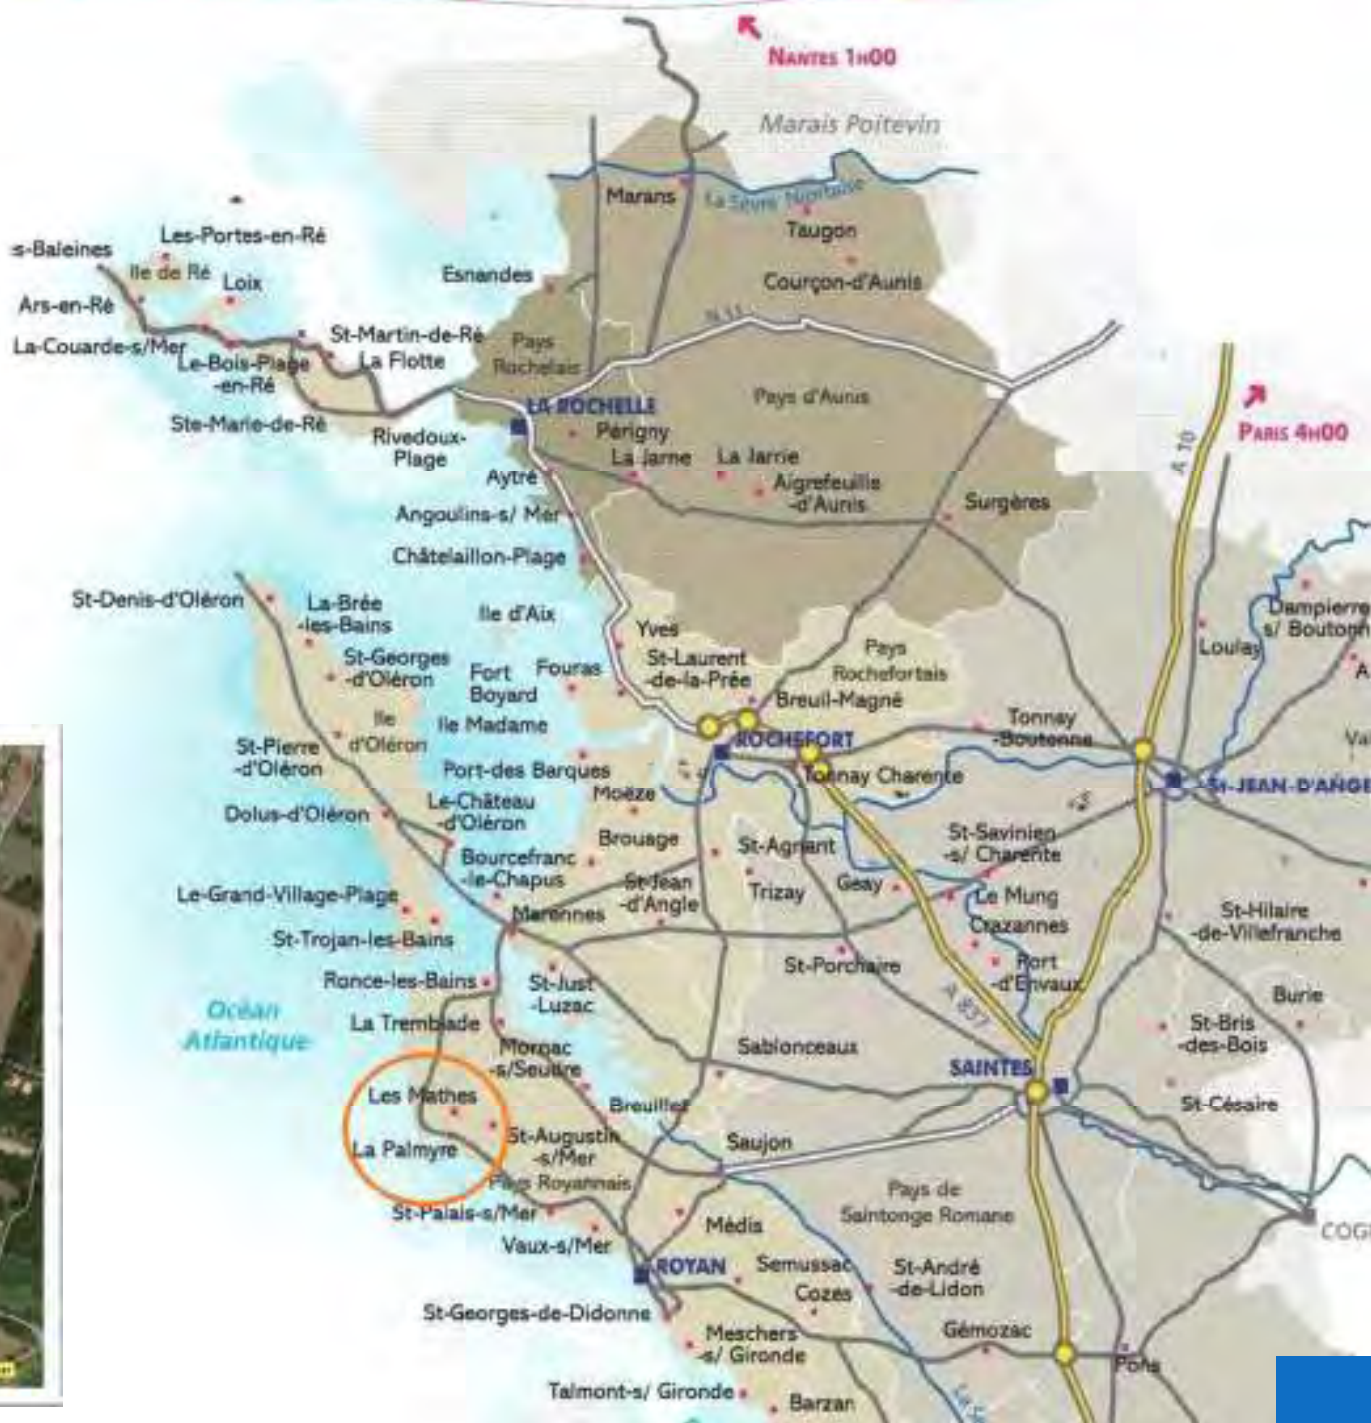 NANTES 1H00
Marais Poitevin
Marans
La Sèvre Niortaise
Taugon
Les-Portes-en-Ré
s-Baleines
Ile de Ré
Loix
Esnandes
Courçon-d'Aunis
Ars-en-Ré
N 11
St-Martin-de-Ré
La-Couarde-s/Mer
Pays
Rochelais
Le-Bois-Plage
-en-Ré
La Flotte
PARIS 4H00
A 10
Pays d'Aunis
LA ROCHELLE
Ste-Marie-de-Ré
Rivedoux-
Plage
Périgny
La Jarne
La Jarrie
Aytré
Aigrefeuille
-d'Aunis
Surgères
Angoulins-s/ Mer
Châtelaillon-Plage
St-Denis-d'Oléron
La-Brée
-les-Bains
Ile d'Aix
Yves
Dampierre
s/ Boutonn
Loulay
St-Georges
-d'Oléron
Fort
Boyard
Fouras
St-Laurent
-de-la-Prée
Pays
Rochefortais
A
Breuil-Magné
Ile
d'Oléron
Ile Madame
Tonnay
-Boutonne
St-Pierre
-d'Oléron
ROCHEFORT
Val
Port-des Barques
Tonnay Charente
St-JEAN-D'ANGE
Moëze
Dolus-d'Oléron
Le-Château
-d'Oléron
Brouage
St-Agnant
St-Savinien
-s/ Charente
Bourcefranc
-le-Chapus
St-Jean
-d'Angle
Trizay
Geay
Le Mung
Le-Grand-Village-Plage
Marennes
Crazannes
St-Hilaire
-de-Villefranche
St-Trojan-les-Bains
St-Porchaire
Port
-d'Envaux
Ronce-les-Bains
St-Just
-Luzac
A 837
Burie
Océan
Atlantique
La Tremblade
St-Bris
-des-Bois
Mornac
-s/Seudre
Sablonceaux
SAINTES
Les Mathes
Breuillet
St-Césaire
La Palmyre
St-Augustin
-s/Mer
Saujon
Pays Royannais
Pays de
Saintonge Romane
St-Palais-s/Mer
Médis
COG
Vaux-s/Mer
ROYAN
Semussac
St-André
-de-Lidon
Cozes
St-Georges-de-Didonne
Meschers
-s/ Gironde
Gémozac
Pons
Talmont-s/ Gironde
Barzan